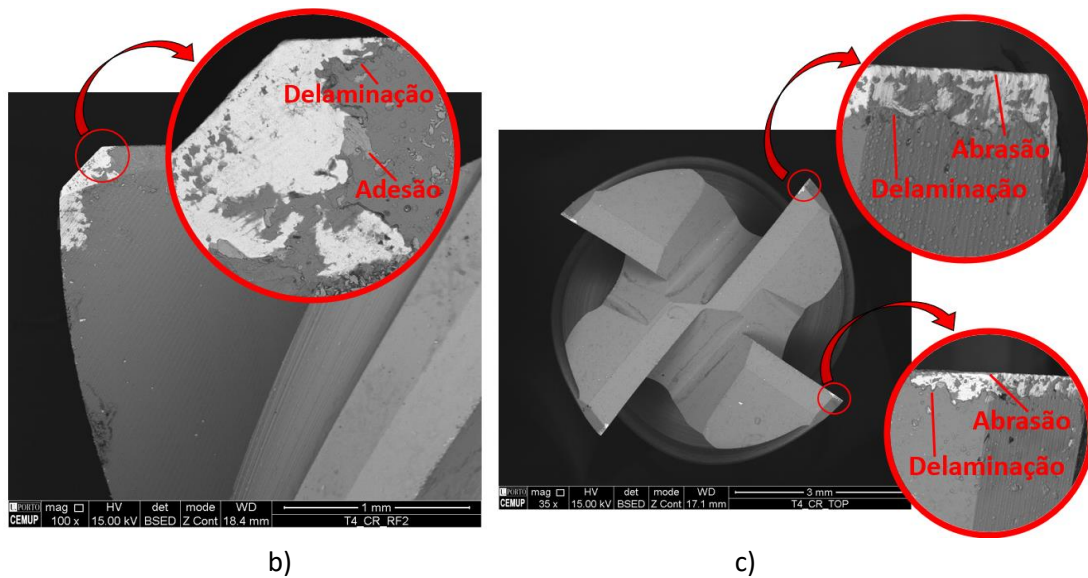 Delaminação
Adesão
U.PORTO
CEMUP
mag
100 x
HV
15.00 kV
det
BSED
mode
Z Cont
WD
18.4 mm
1 mm
T4_CR_RF2
b)
Abrasão
Delaminação
Abrasão
Delaminação
PORTO
CEMUP
mag
35 x
HV
15.00 kV
det
BSED
mode
Z Cont
WD
17.1 mm
3 mm
T4_CR_TOP
c)